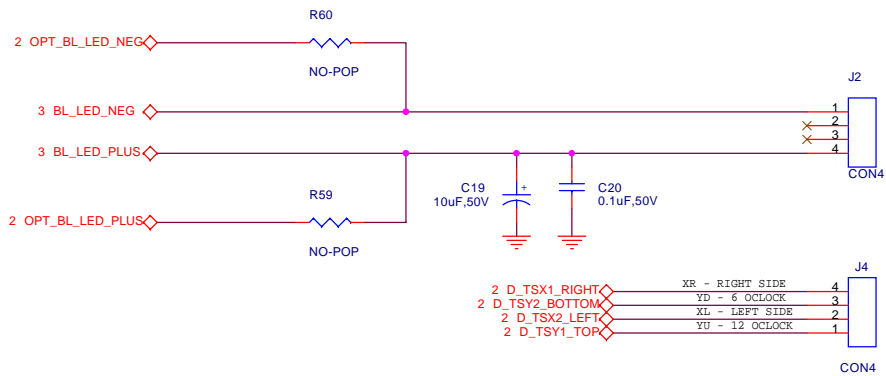 R60
2 OPT_BL_LED_NEG
NO-POP
J2
3 BL_LED_NEG
1
2
3
3 BL_LED_PLUS
4
CON4
R59
C19
+
10uF,50V
C20
0.1uF,50V
2 OPT_BL_LED_PLUS
NO-POP
J4
2 D_TSX1_RIGHT XR - RIGHT SIDE 4
2 D_TSY2_BOTTOM YD - 6 OCLOCK 3
2 D_TSX2_LEFT XL - LEFT SIDE 2
2 D_TSY1_TOP YU - 12 OCLOCK 1
CON4